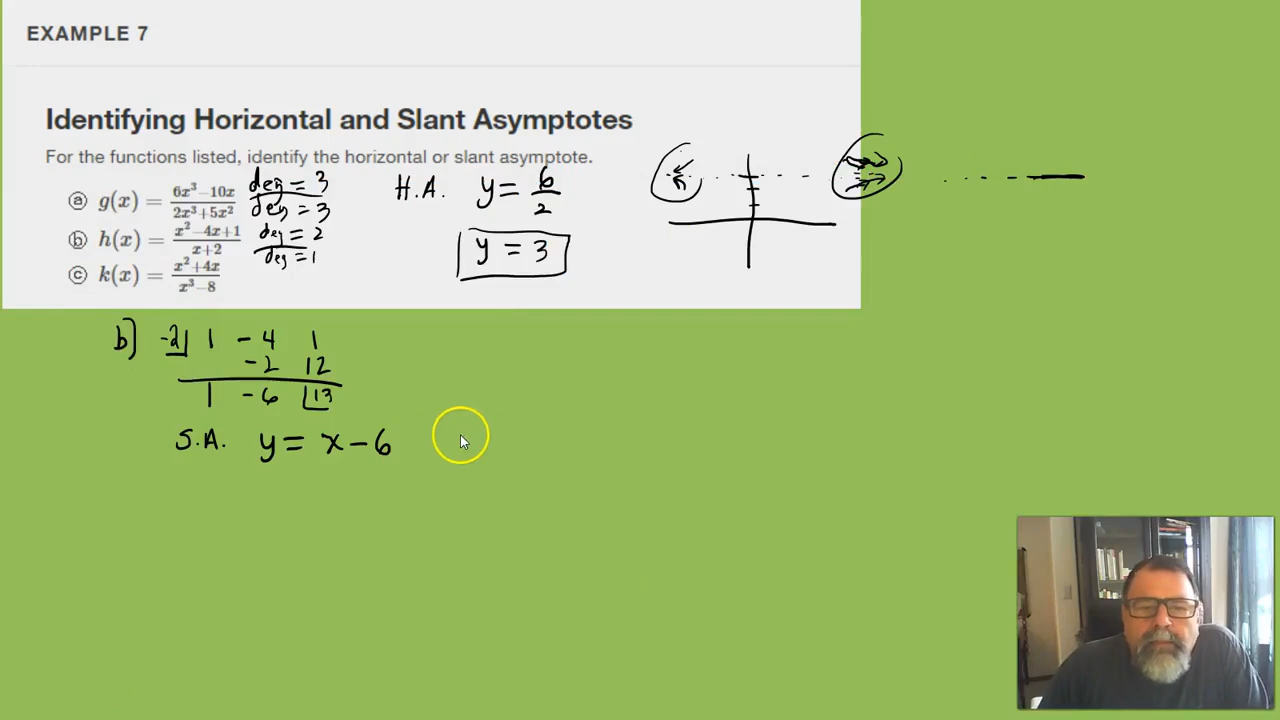 EXAMPLE 7
Identifying Horizontal and Slant Asymptotes
For the functions listed, identify the horizontal or slant asymptote.
ⓐ g(x) = (6x³−10x)/(2x³+5x²) deg = 3 / deg = 3 H.A. y = 6/2
ⓑ h(x) = (x²−4x+1)/(x+2) deg = 2 / deg = 1 y = 3
ⓒ k(x) = (x²+4x)/(x³−8)
b) -2| 1 - 4 1
-2 12
1 - 6 |13
S.A. y = x - 6